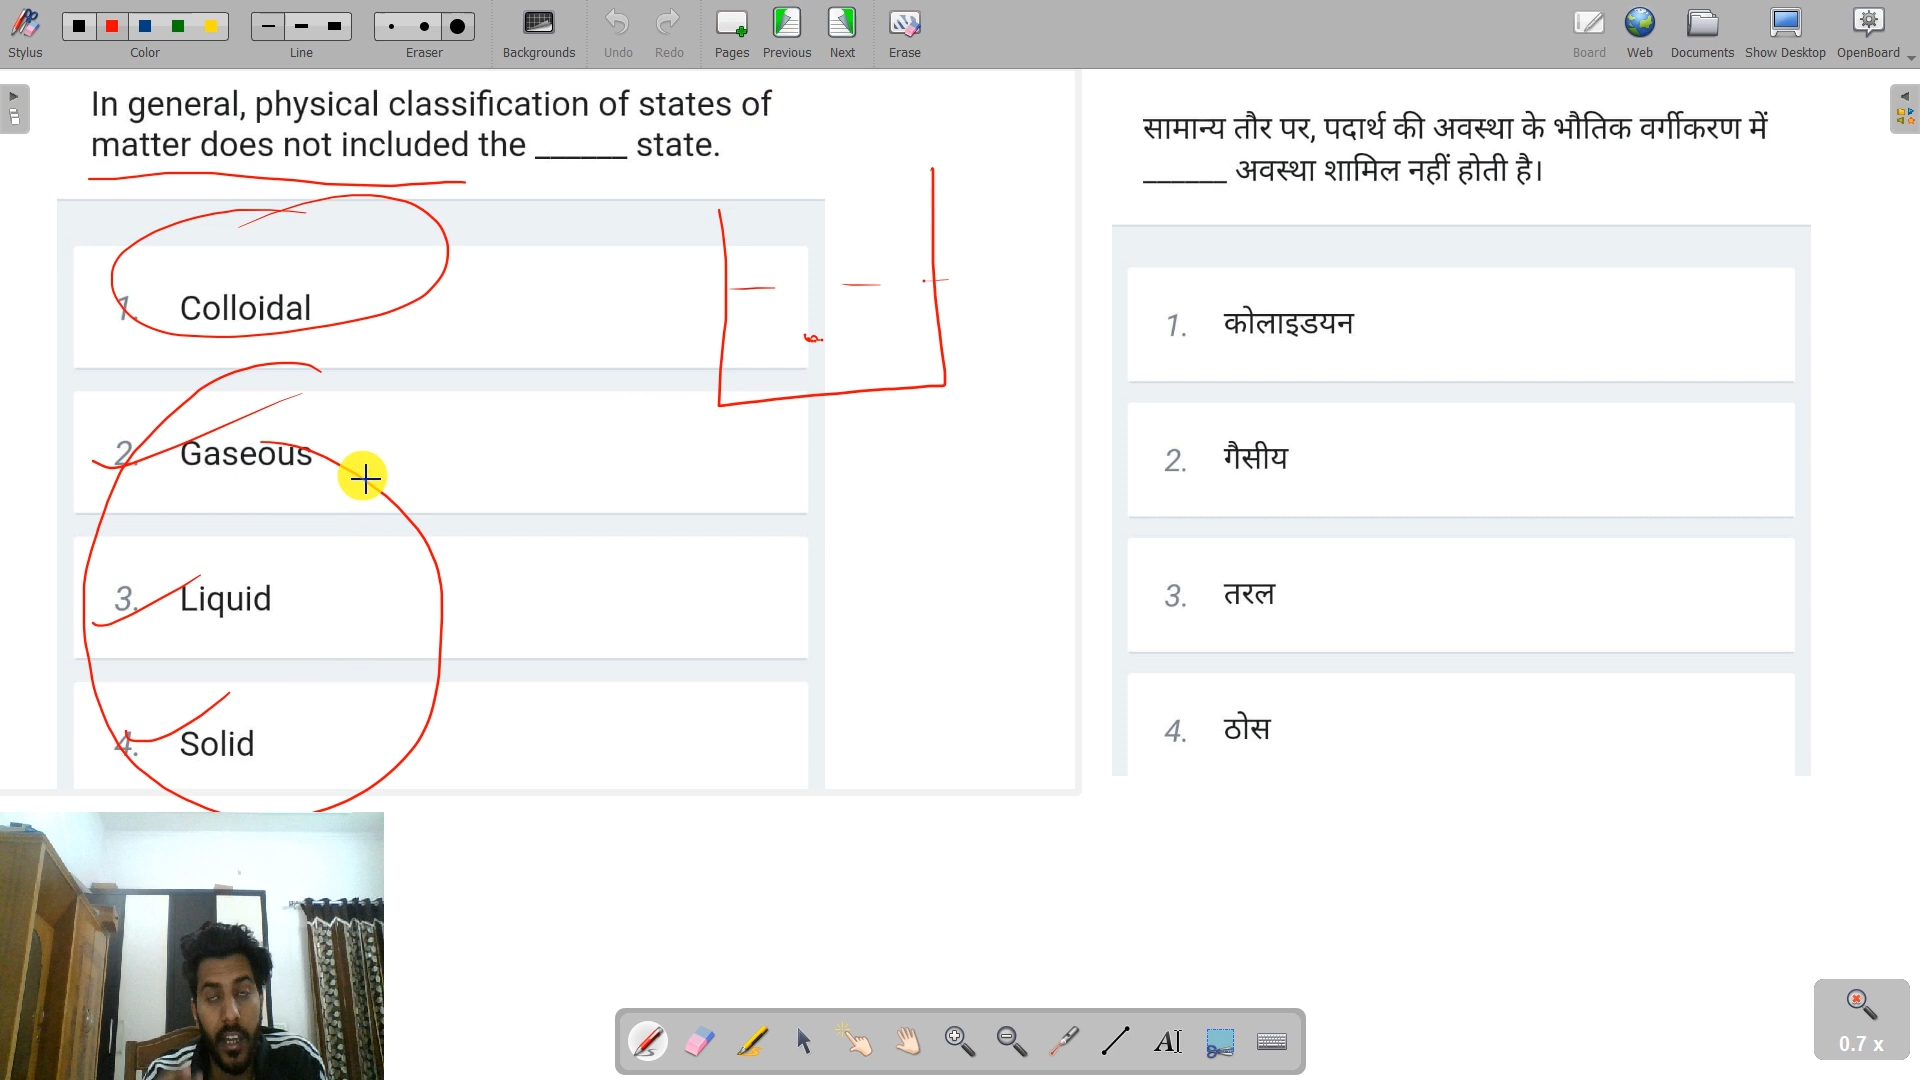 Stylus
Color
Line
Eraser
Backgrounds
Undo
Redo
Pages
Previous
Next
Erase
Board
Web
Documents
Show Desktop
OpenBoard
In general, physical classification of states of
matter does not included the ______ state.
1. Colloidal
2. Gaseous
3. Liquid
4. Solid
सामान्य तौर पर, पदार्थ की अवस्था के भौतिक वर्गीकरण में
______ अवस्था शामिल नहीं होती है।
1. कोलाइडयन
2. गैसीय
3. तरल
4. ठोस
0.7 x